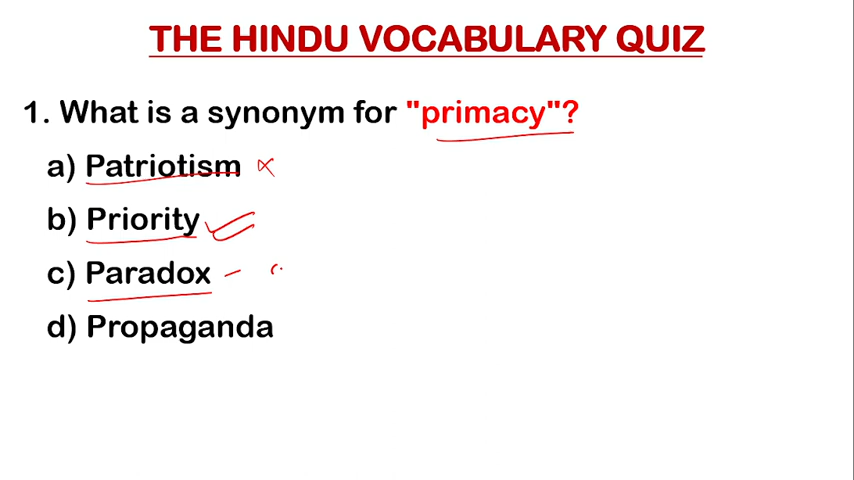 THE HINDU VOCABULARY QUIZ
1. What is a synonym for "primacy"?
a) Patriotism
b) Priority
c) Paradox -
d) Propaganda